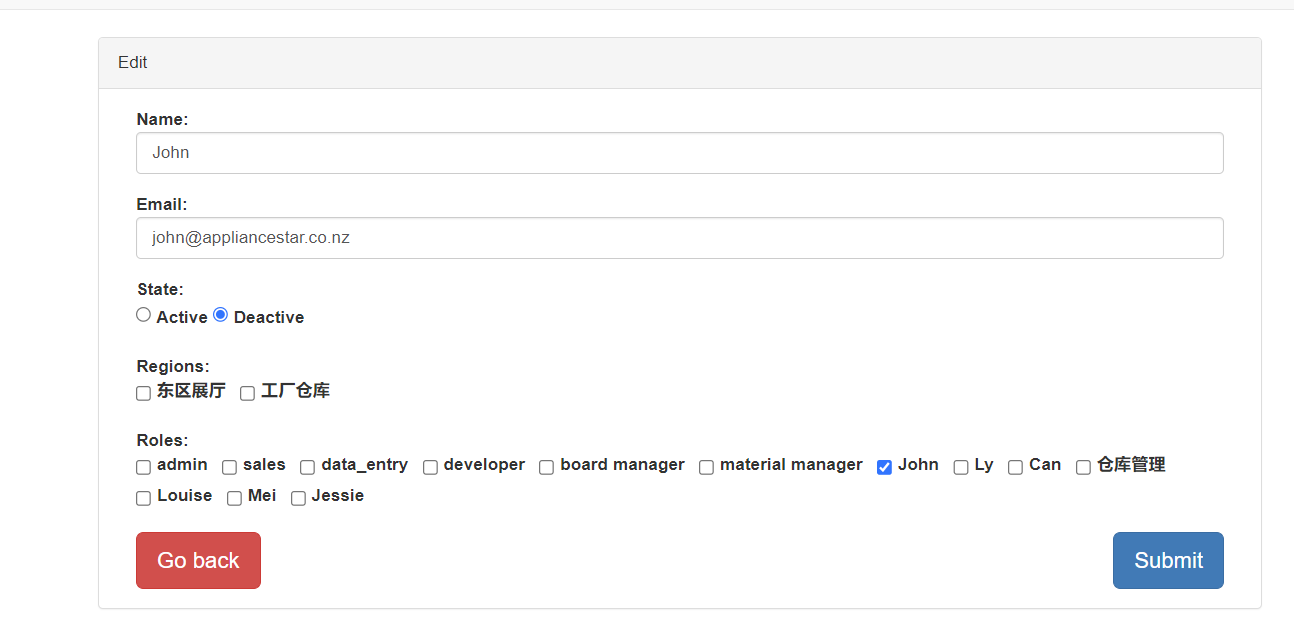 Edit
Name:
John
Email:
john@appliancestar.co.nz
State:
Active Deactive
Regions:
东区展厅 工厂仓库
Roles:
admin sales data_entry developer board manager material manager John Ly Can 仓库管理
Louise Mei Jessie
Go back Submit